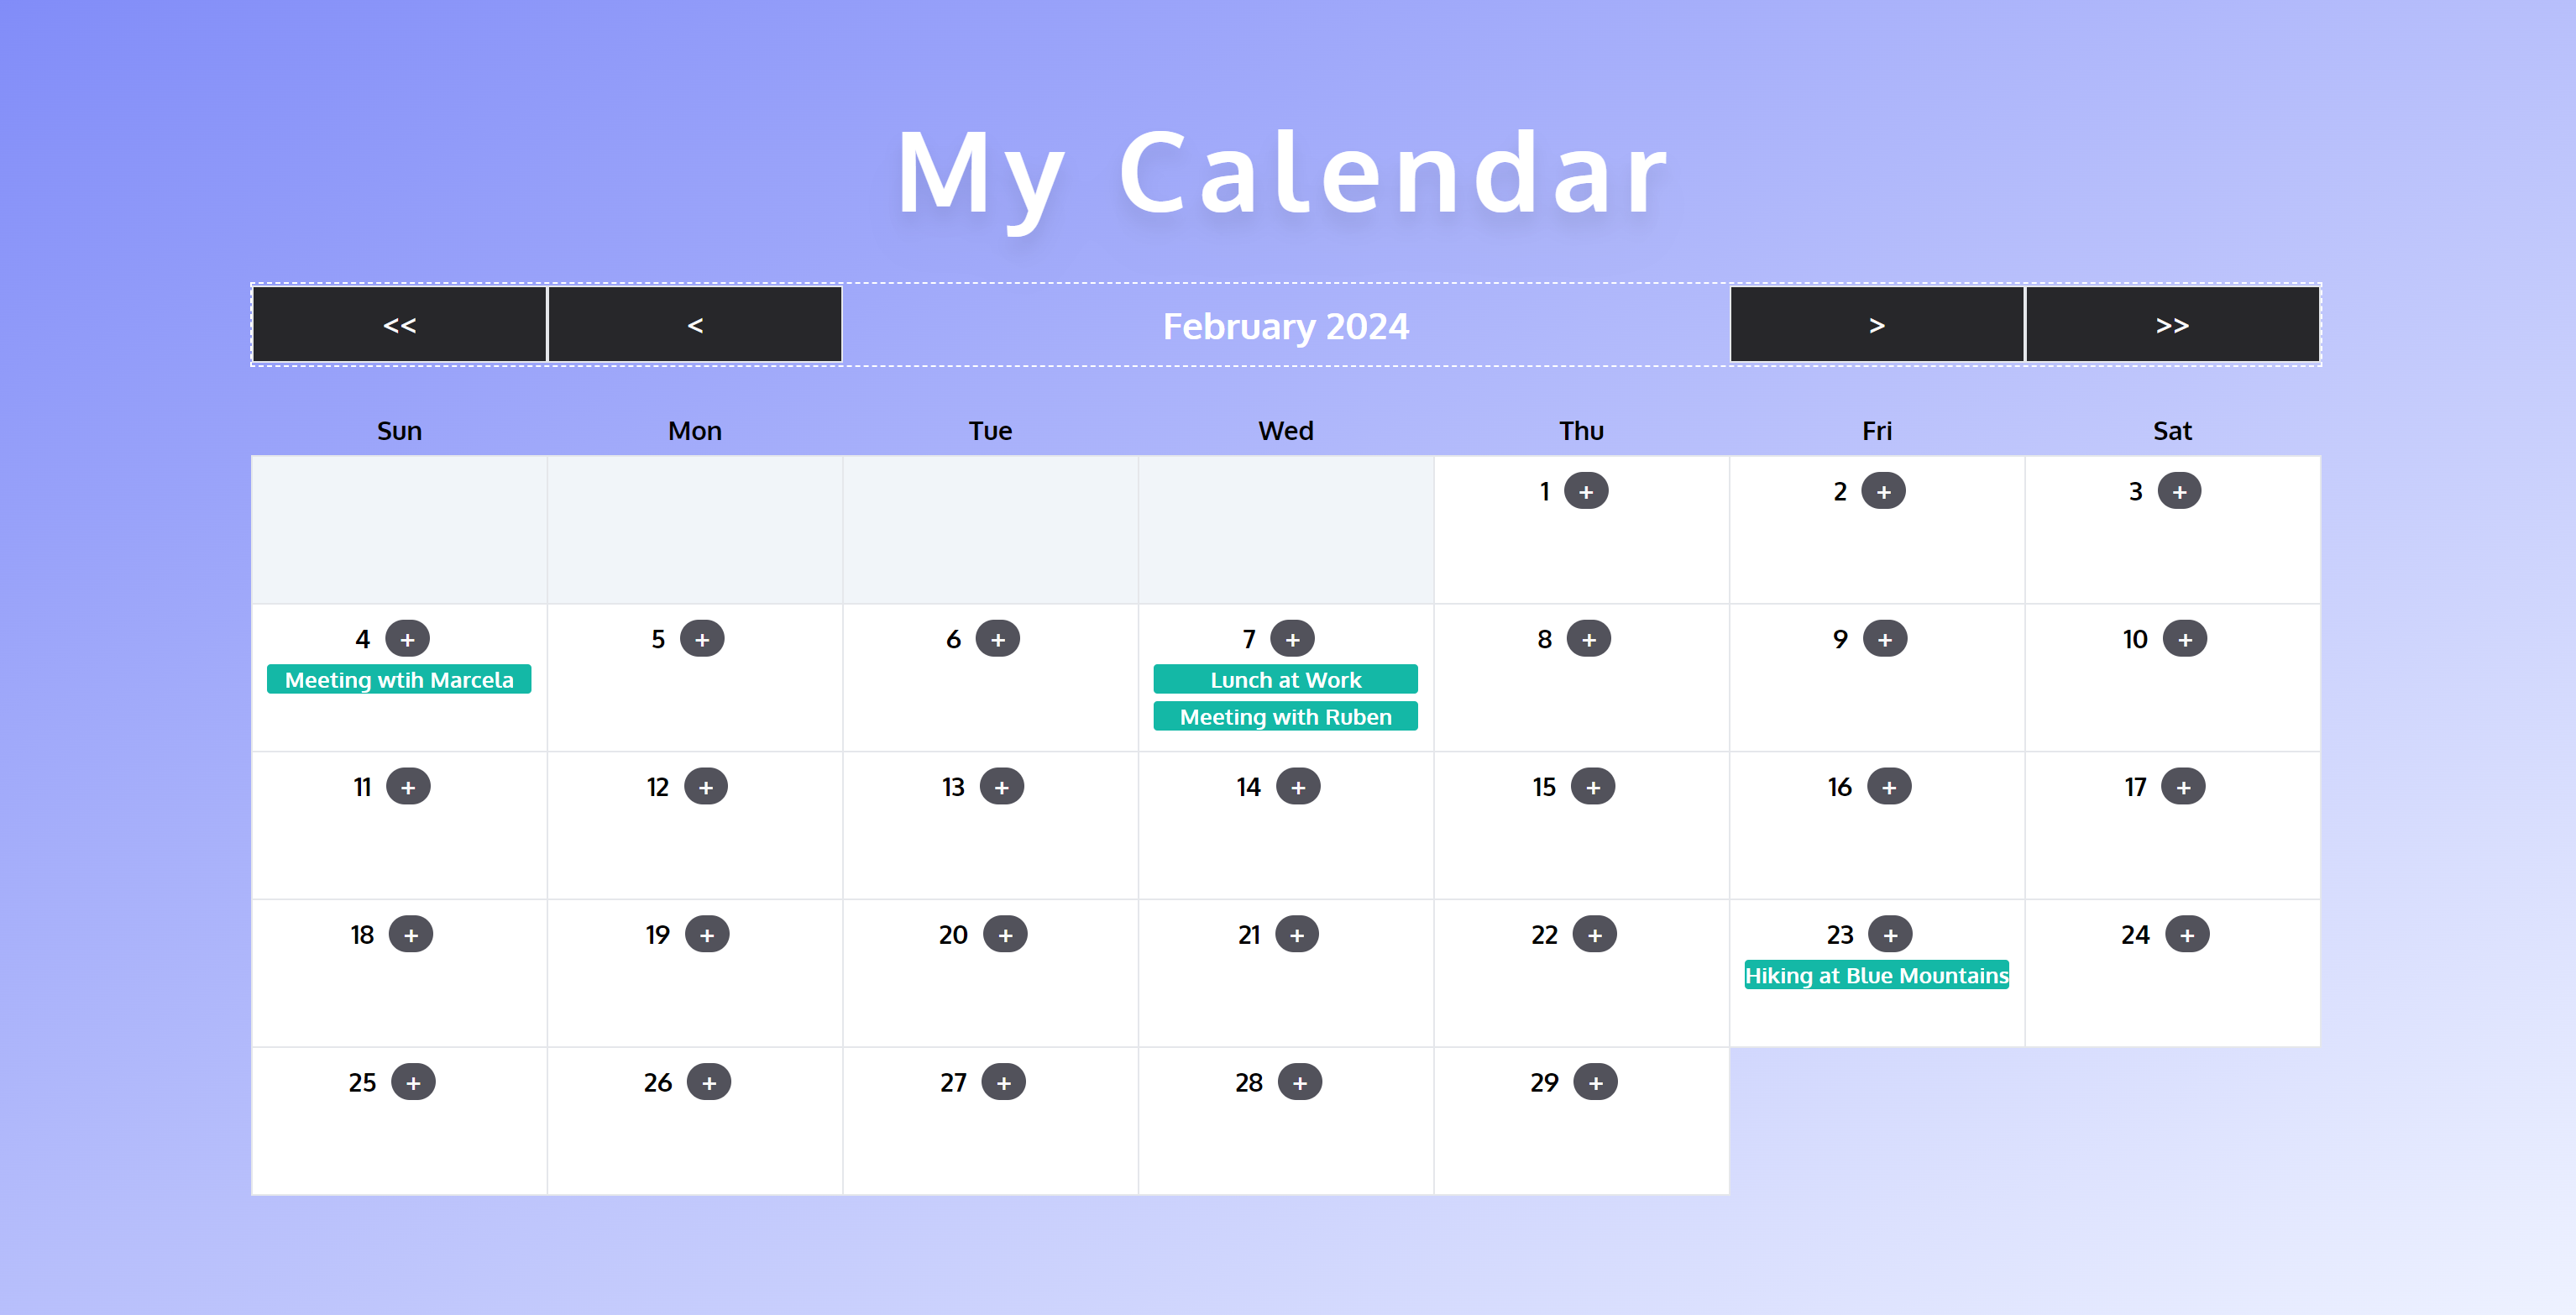 My Calendar
<< < February 2024 > >>
Sun Mon Tue Wed Thu Fri Sat
1 + 2 + 3 +
4 + 5 + 6 + 7 + 8 + 9 + 10 +
Meeting wtih Marcela Lunch at Work
Meeting with Ruben
11 + 12 + 13 + 14 + 15 + 16 + 17 +
18 + 19 + 20 + 21 + 22 + 23 + 24 +
Hiking at Blue Mountains
25 + 26 + 27 + 28 + 29 +